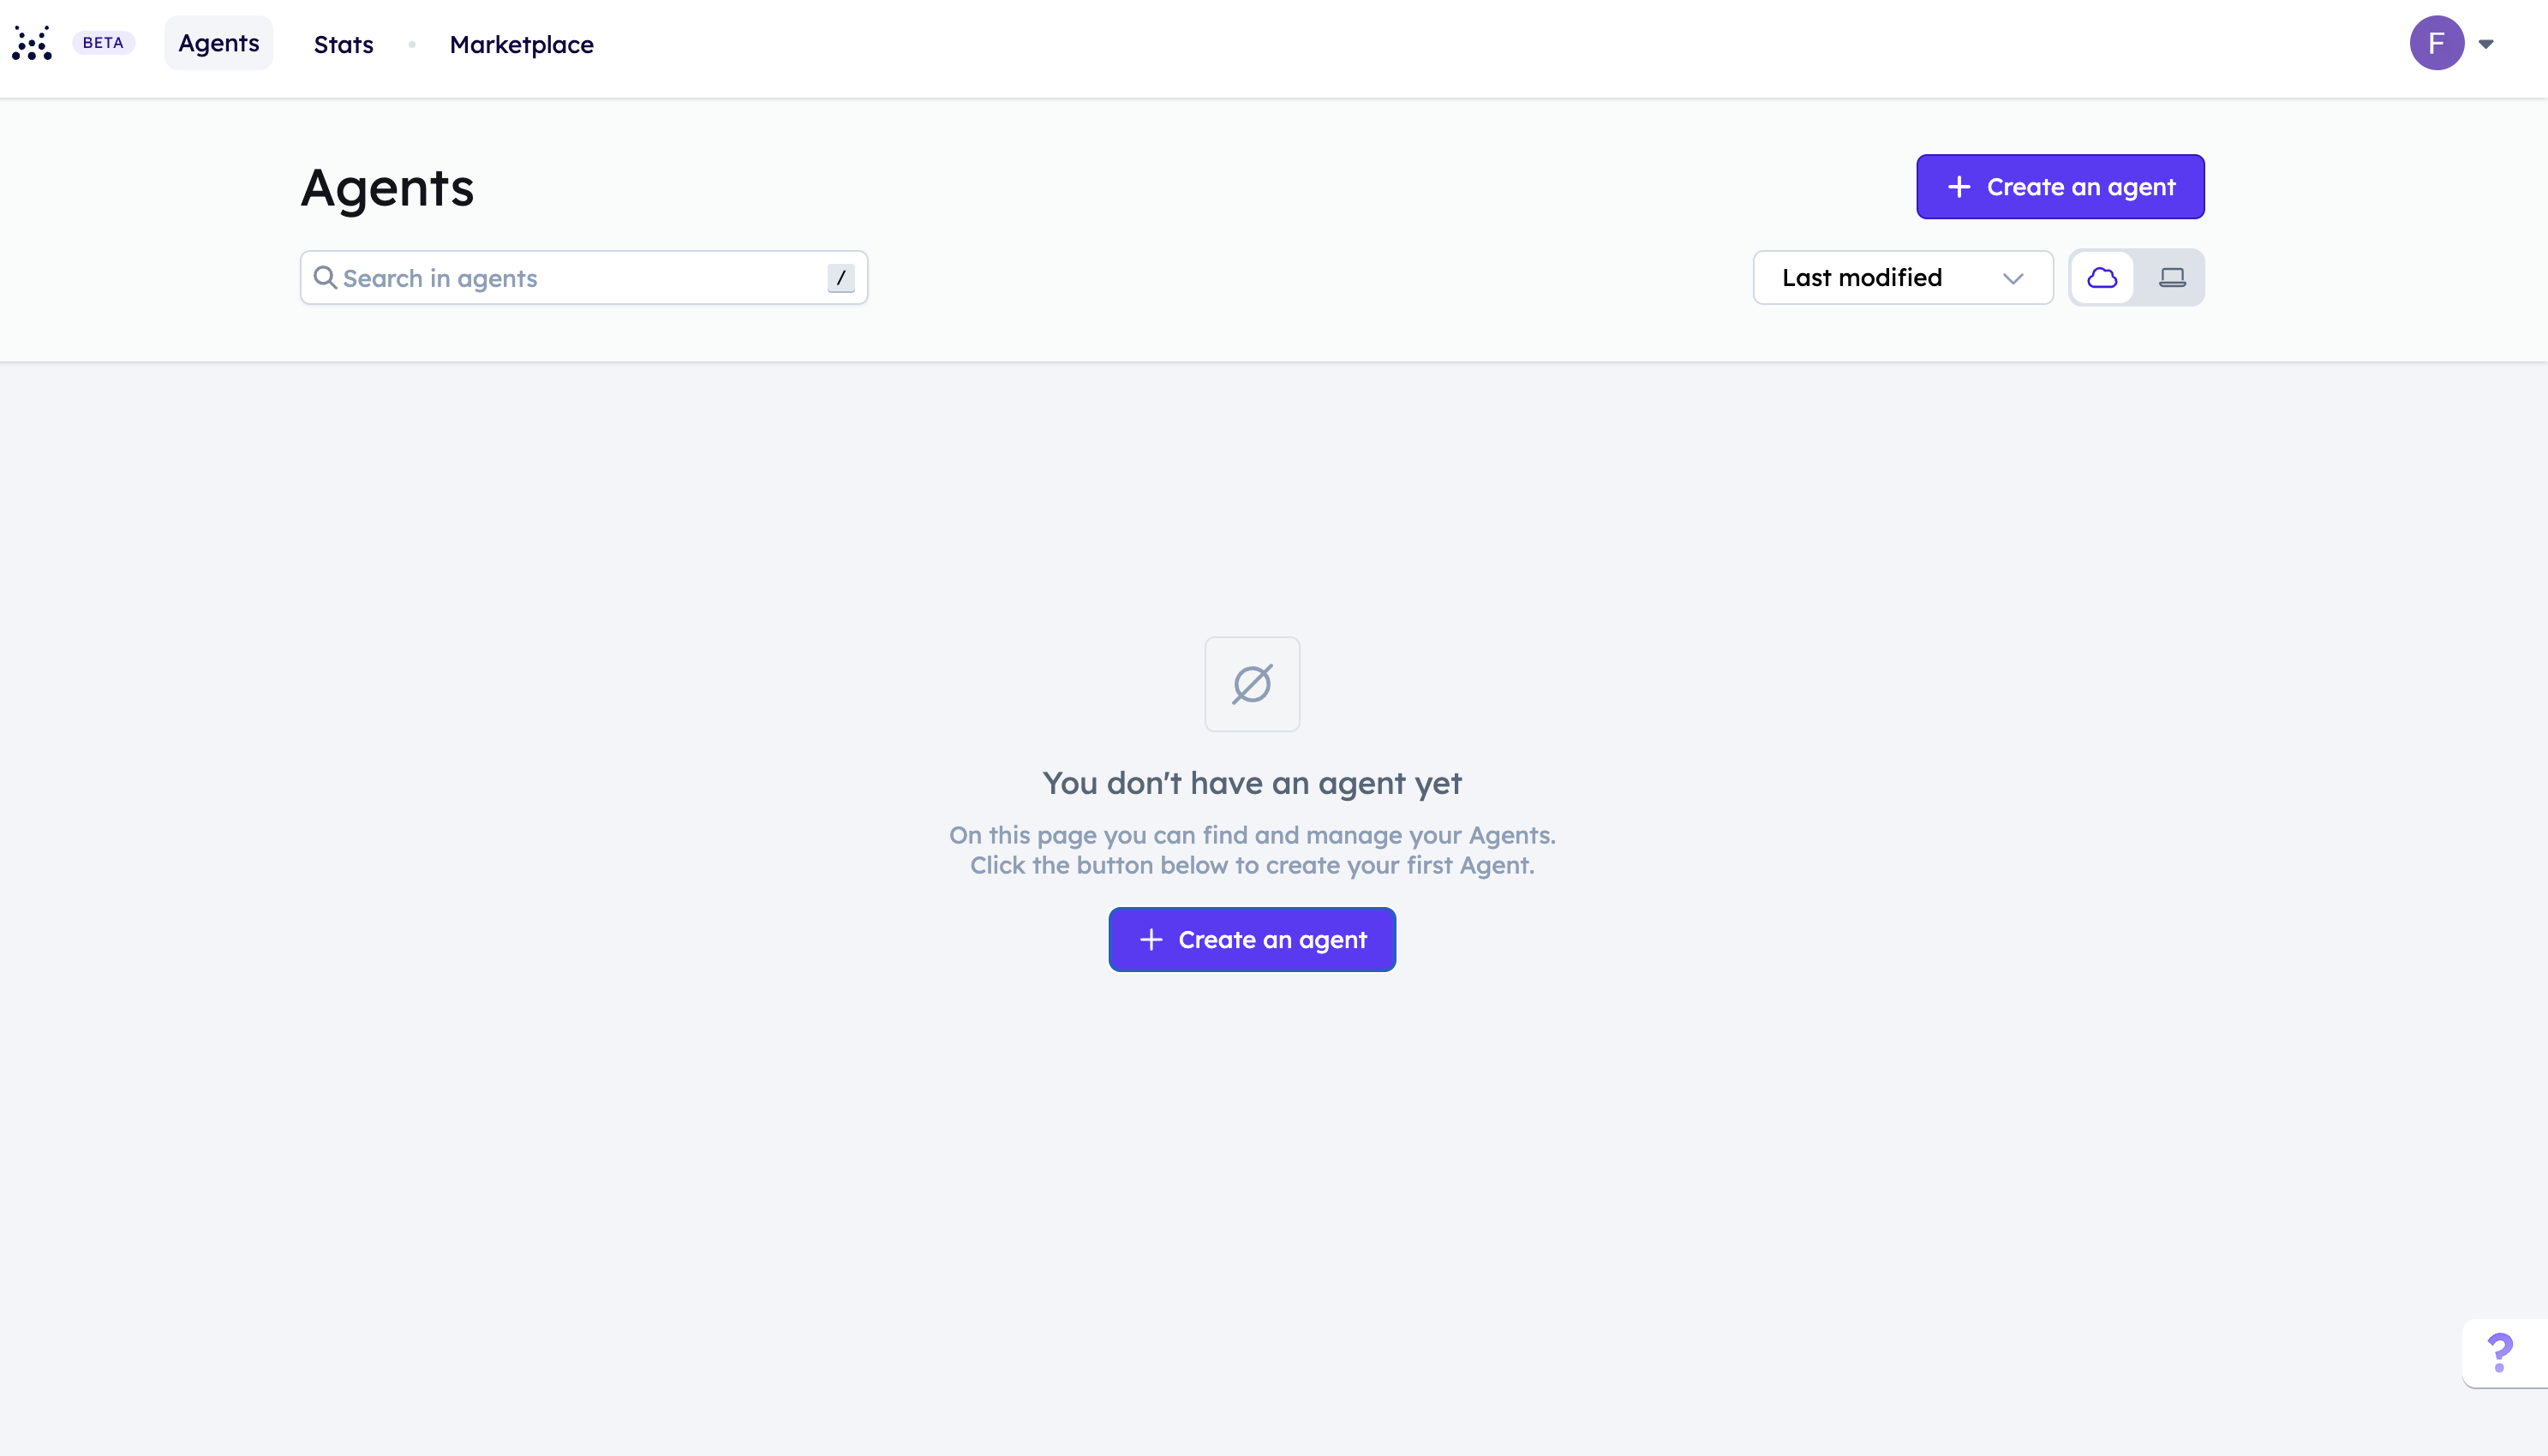 BETA
Agents
Stats
Marketplace
F
Agents
+ Create an agent
Search in agents
/
Last modified
You don't have an agent yet
On this page you can find and manage your Agents.
Click the button below to create your first Agent.
+ Create an agent
?